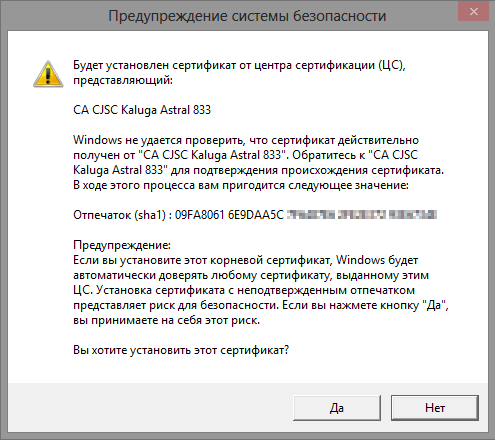 Предупреждение системы безопасности
Будет установлен сертификат от центра сертификации (ЦС),
представляющий:
CA CJSC Kaluga Astral 833
Windows не удается проверить, что сертификат действительно
получен от "CA CJSC Kaluga Astral 833". Обратитесь к "CA CJSC
Kaluga Astral 833" для подтверждения происхождения сертификата.
В ходе этого процесса вам пригодится следующее значение:
Отпечаток (sha1) : 09FA8061 6E9DAA5C
Предупреждение:
Если вы установите этот корневой сертификат, Windows будет
автоматически доверять любому сертификату, выданному этим
ЦС. Установка сертификата с неподтвержденным отпечатком
представляет риск для безопасности. Если вы нажмете кнопку "Да",
вы принимаете на себя этот риск.
Вы хотите установить этот сертификат?
Да Нет